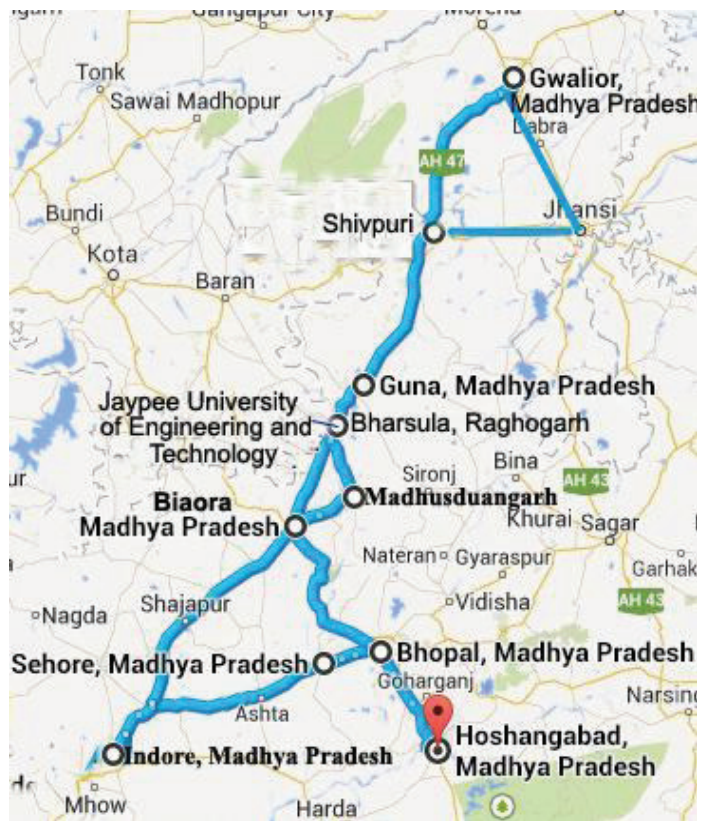 Gangapur City
Morena
Tonk
Gwalior,
Madhya Pradesh
Sawai Madhopur
Dabra
AH 47
Bundi
Shivpuri
Jhansi
Kota
Baran
Guna, Madhya Pradesh
Jaypee University
of Engineering and
Technology
Bharsula, Raghogarh
Sironj
Bina
AH 43
Madhusduangarh
Biaora
Madhya Pradesh
Khurai
Sagar
Nateran
Gyaraspur
Garhak
AH 43
Shajapur
Vidisha
Nagda
Sehore, Madhya Pradesh
Bhopal, Madhya Pradesh
Goharganj
Narsing
Ashta
Hoshangabad,
Madhya Pradesh
Indore, Madhya Pradesh
Mhow
Harda